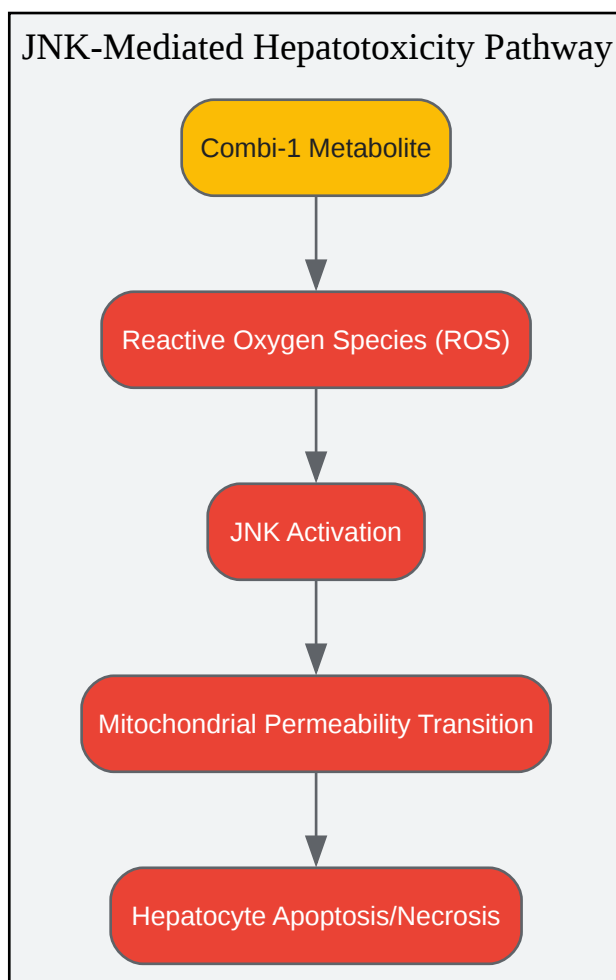 JNK-Mediated Hepatotoxicity Pathway
Combi-1 Metabolite
Reactive Oxygen Species (ROS)
JNK Activation
Mitochondrial Permeability Transition
Hepatocyte Apoptosis/Necrosis